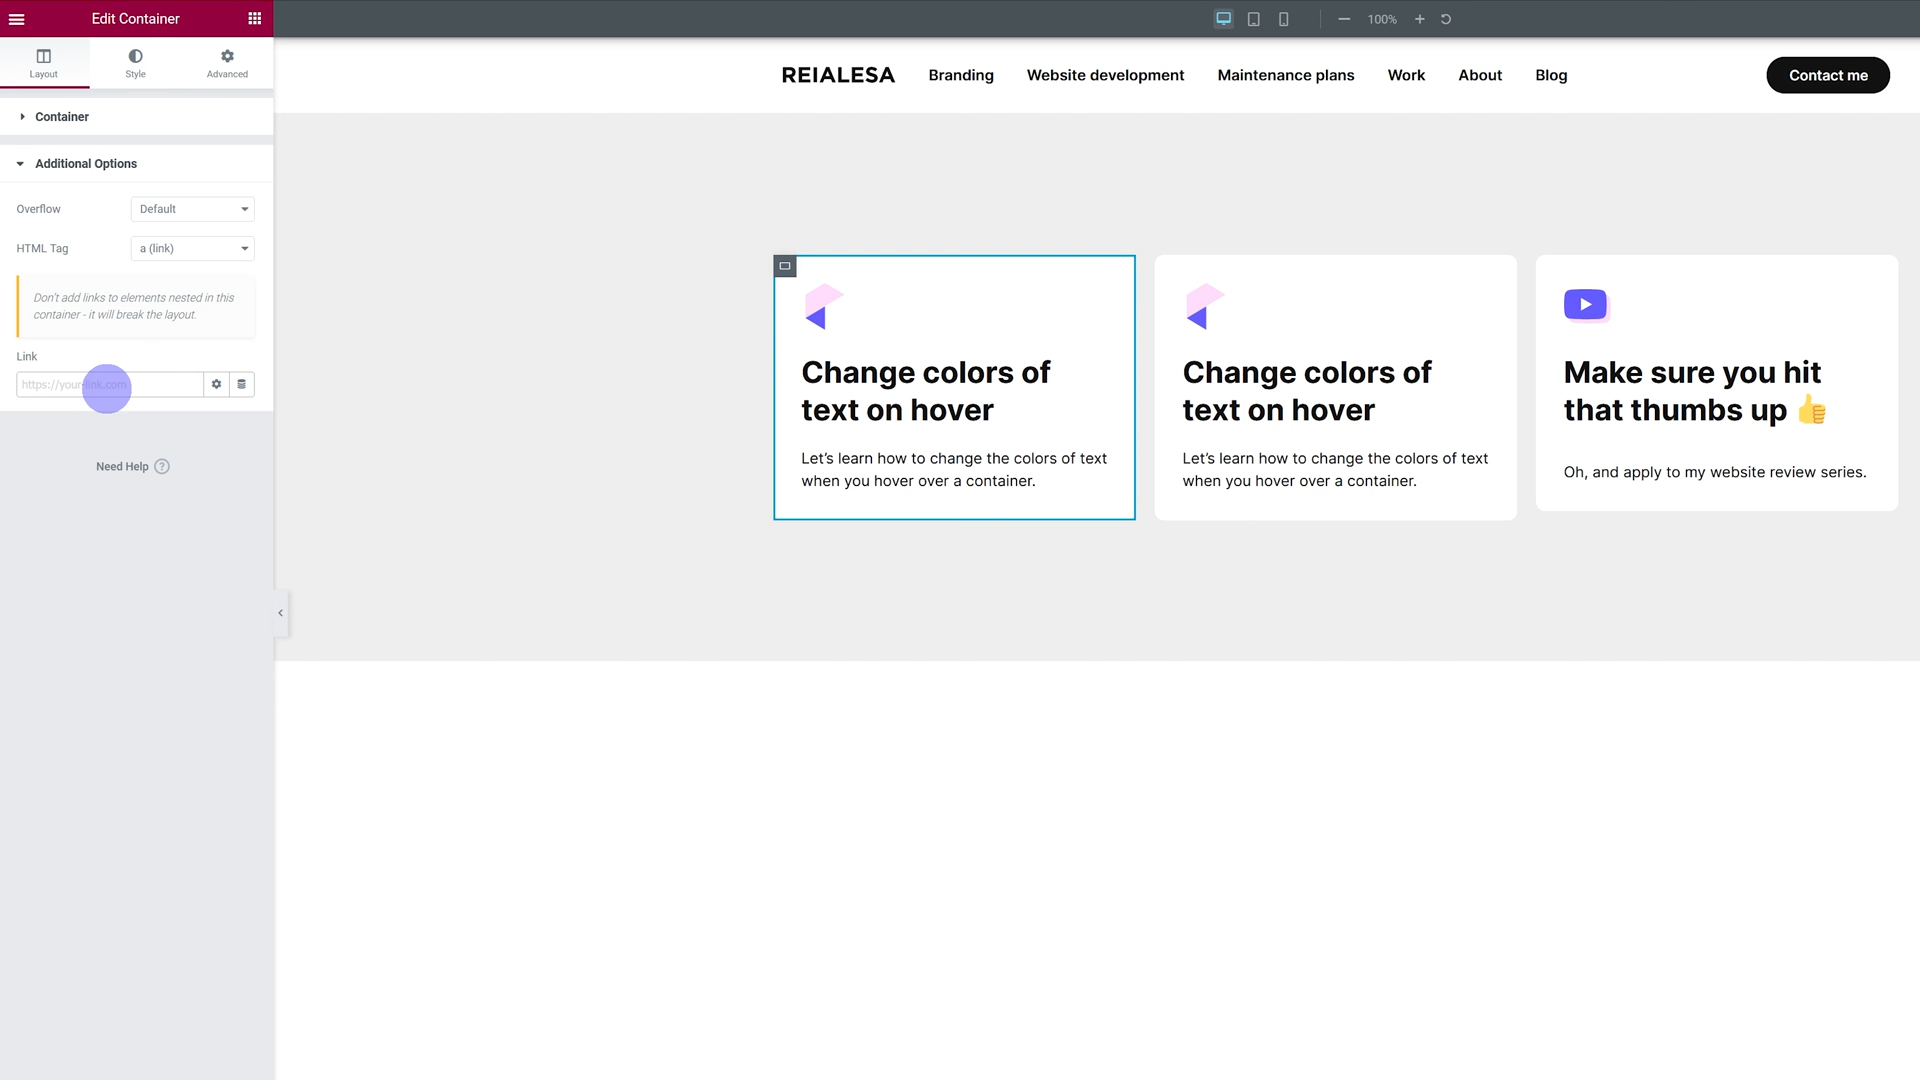 Edit Container
100%
Layout
Style
Advanced
Container
Additional Options
Overflow
Default
HTML Tag
a (link)
Don't add links to elements nested in this
container - it will break the layout.
Link
https://your-link.com
Need Help ?
REIALESA
Branding
Website development
Maintenance plans
Work
About
Blog
Contact me
Change colors of
text on hover
Let's learn how to change the colors of text
when you hover over a container.
Change colors of
text on hover
Let's learn how to change the colors of text
when you hover over a container.
Make sure you hit
that thumbs up 👍
Oh, and apply to my website review series.